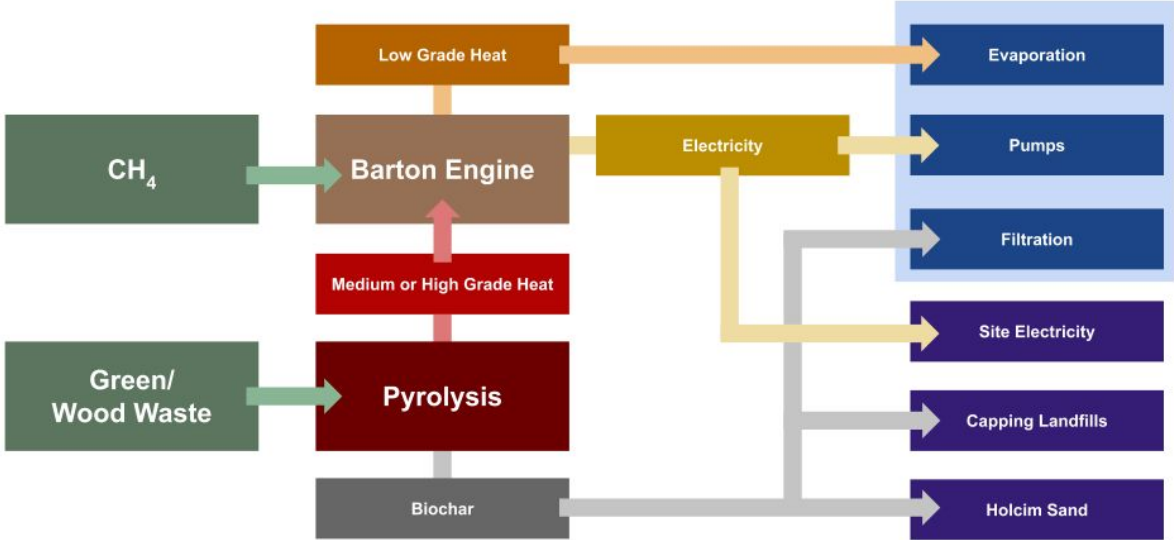 Low Grade Heat
Evaporation
CH₄
Barton Engine
Electricity
Pumps
Filtration
Medium or High Grade Heat
Site Electricity
Green/
Wood Waste
Pyrolysis
Capping Landfills
Biochar
Holcim Sand